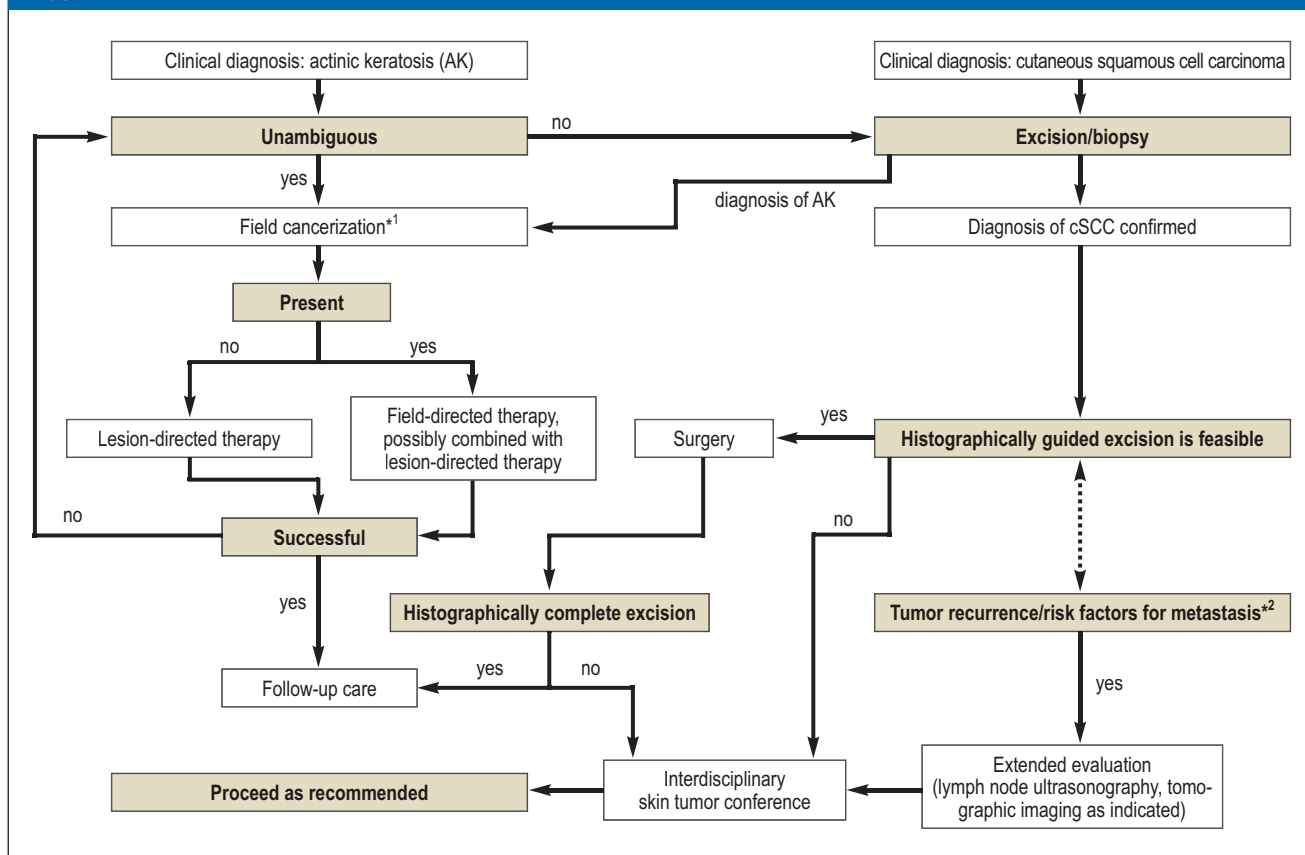 Clinical diagnosis: actinic keratosis (AK)
Clinical diagnosis: cutaneous squamous cell carcinoma
Unambiguous
no
Excision/biopsy
yes
diagnosis of AK
Field cancerization*1
Diagnosis of cSCC confirmed
Present
no
yes
Lesion-directed therapy
Field-directed therapy,
possibly combined with
lesion-directed therapy
Surgery
yes
Histographically guided excision is feasible
no
Successful
no
yes
Histographically complete excision
Tumor recurrence/risk factors for metastasis*2
Follow-up care
yes
no
yes
Proceed as recommended
Interdisciplinary
skin tumor conference
Extended evaluation
(lymph node ultrasonography, tomo-
graphic imaging as indicated)